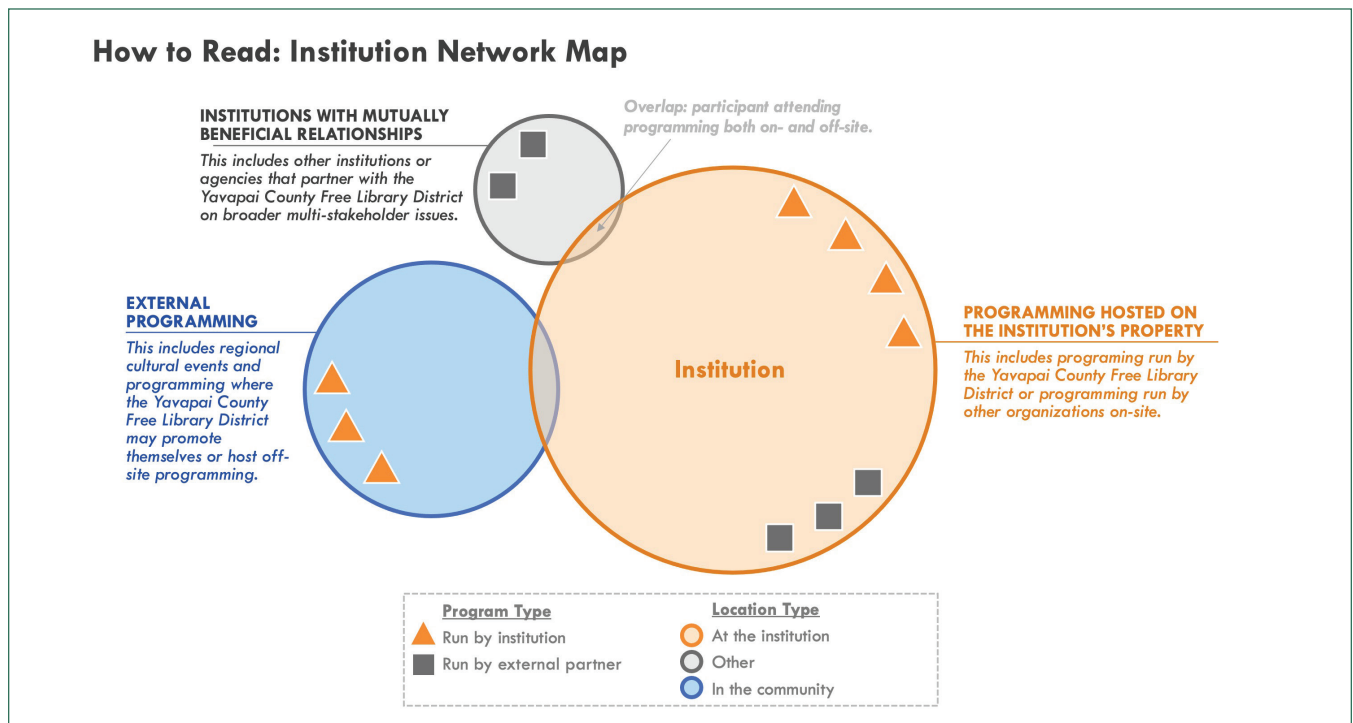 How to Read: Institution Network Map
INSTITUTIONS WITH MUTUALLY
BENEFICIAL RELATIONSHIPS
This includes other institutions or
agencies that partner with the
Yavapai County Free Library District
on broader multi-stakeholder issues.
Overlap: participant attending
programming both on- and off-site.
EXTERNAL
PROGRAMMING
This includes regional
cultural events and
programming where
the Yavapai County
Free Library District
may promote
themselves or host off-
site programming.
Institution
PROGRAMMING HOSTED ON
THE INSTITUTION'S PROPERTY
This includes programing run by
the Yavapai County Free Library
District or programming run by
other organizations on-site.
Program Type
Run by institution
Run by external partner
Location Type
At the institution
Other
In the community